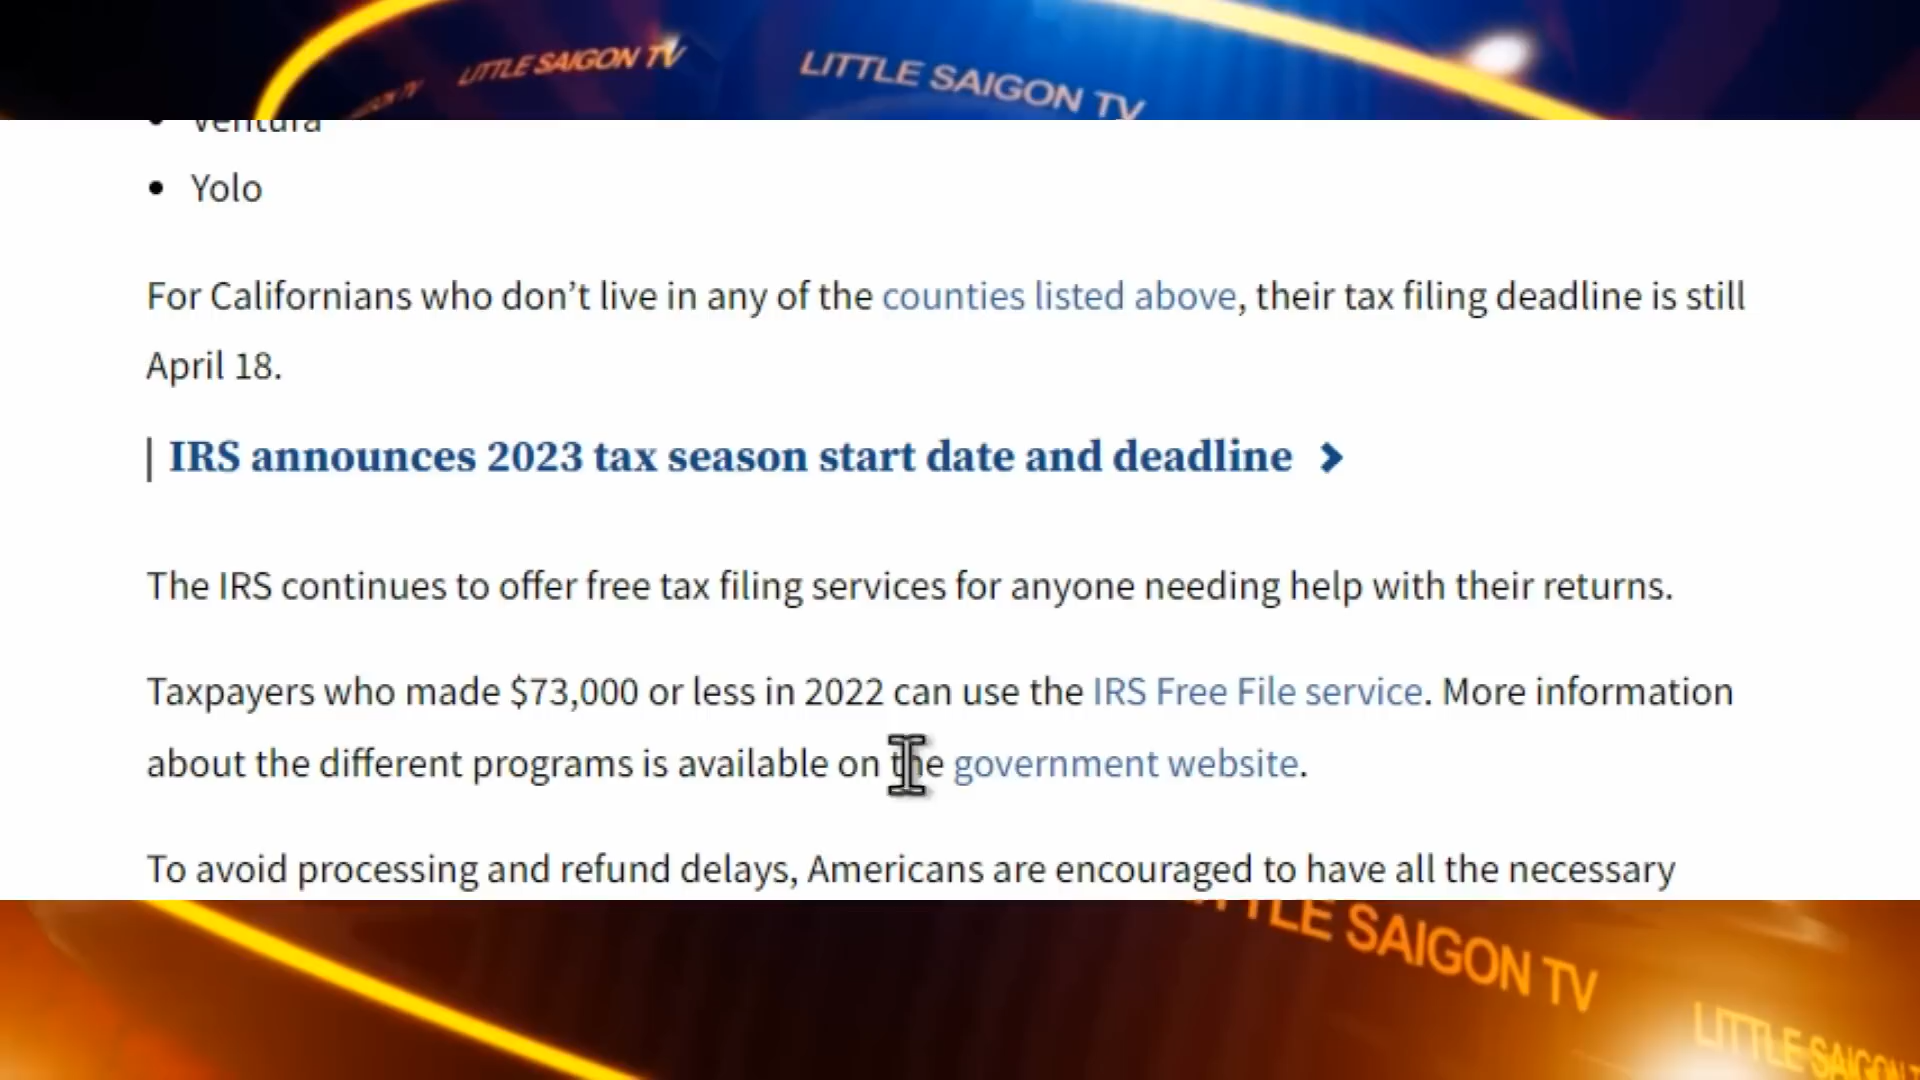 LITTLE SAIGON TV
LITTLE SAIGON TV
Ventura
• Yolo
For Californians who don’t live in any of the counties listed above, their tax filing deadline is still
April 18.
| IRS announces 2023 tax season start date and deadline >
The IRS continues to offer free tax filing services for anyone needing help with their returns.
Taxpayers who made $73,000 or less in 2022 can use the IRS Free File service. More information
about the different programs is available on the government website.
To avoid processing and refund delays, Americans are encouraged to have all the necessary
LITTLE SAIGON TV
LITTLE SAIGON T